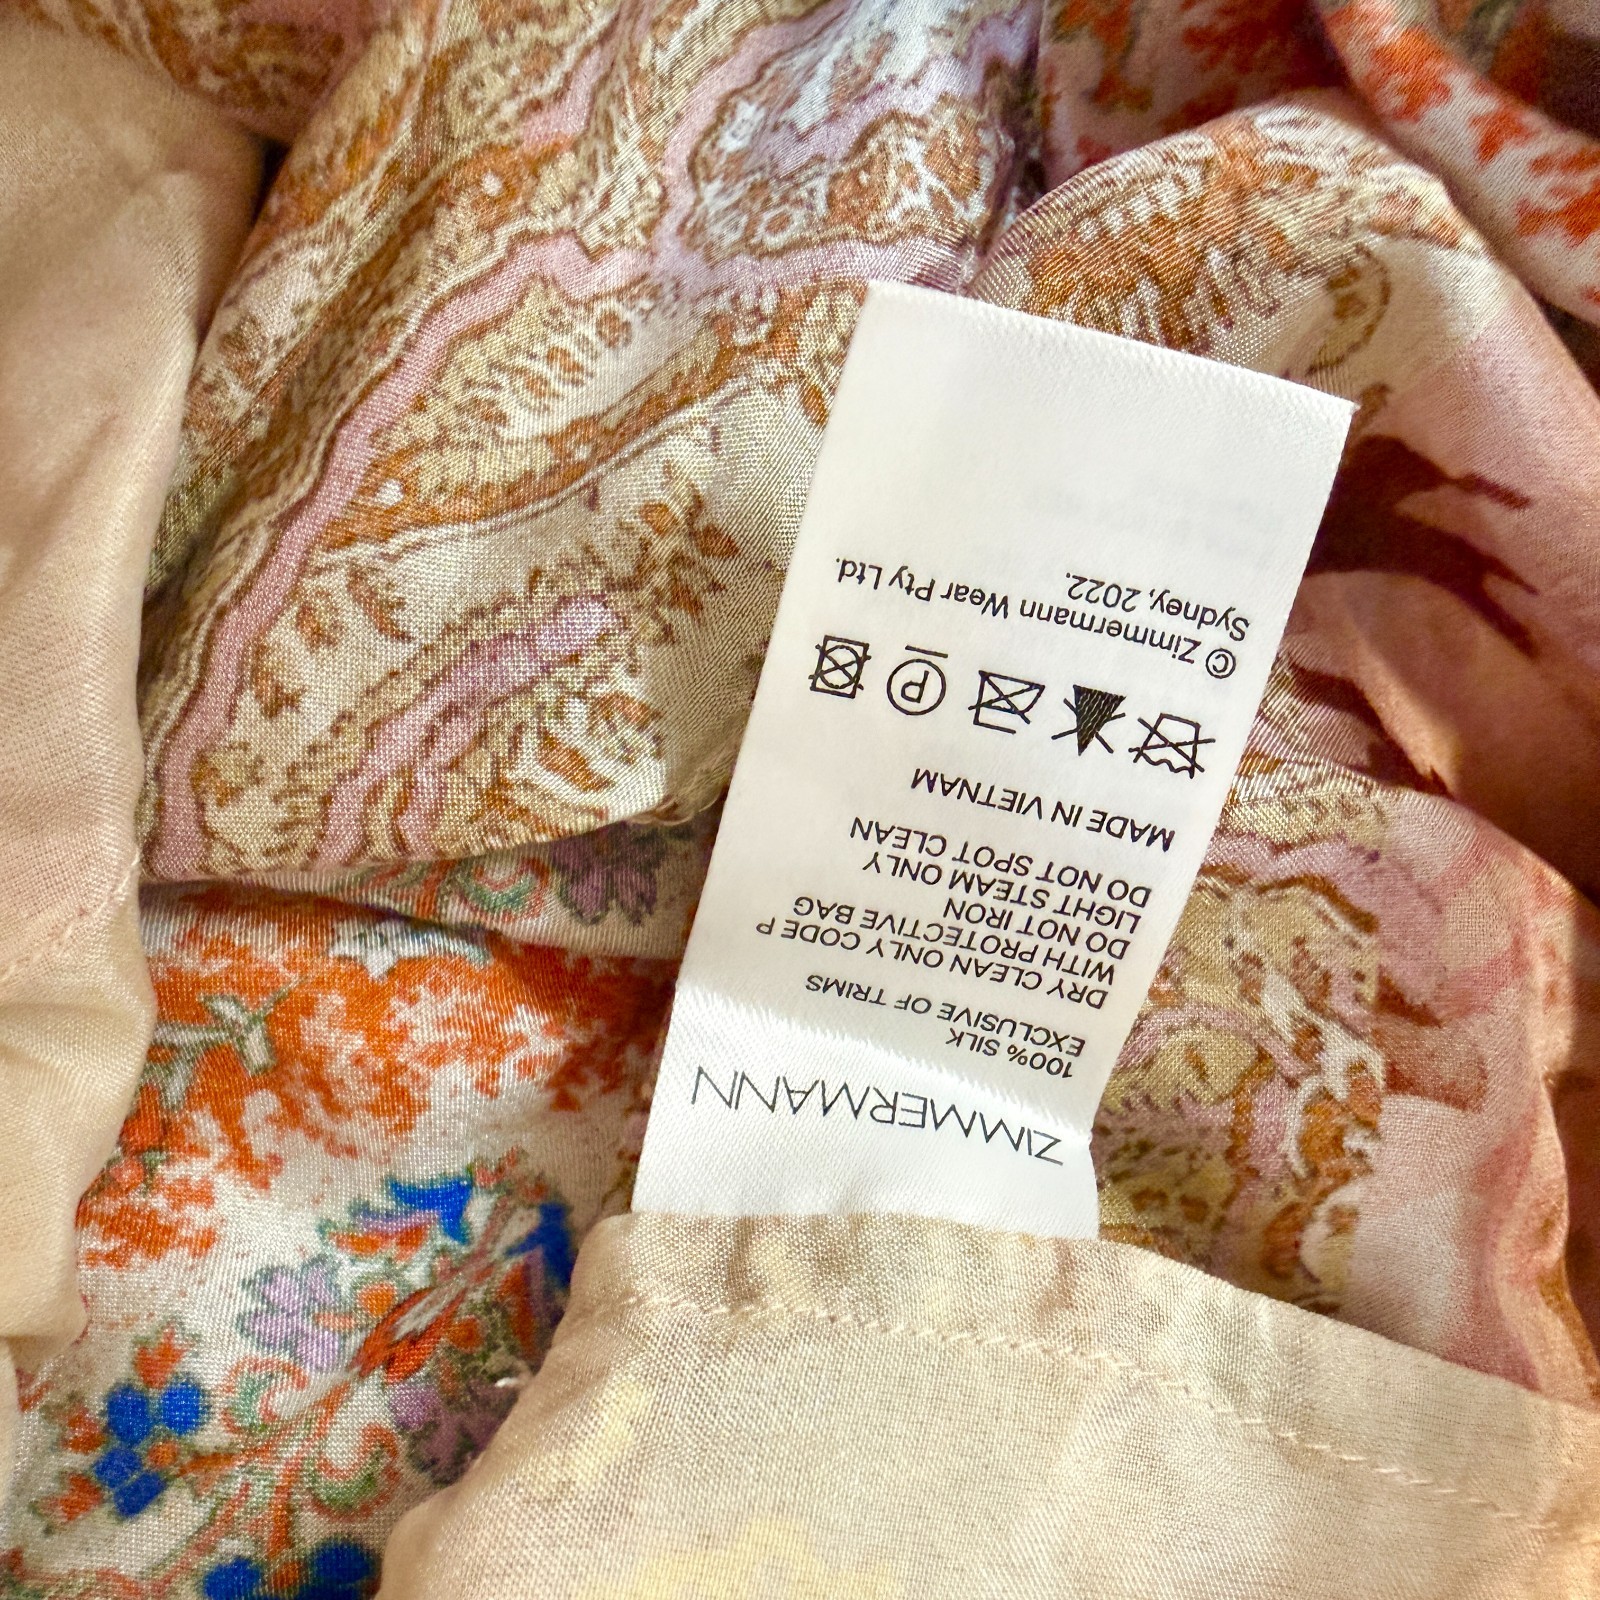 ZIMMERMANN
100% SILK
EXCLUSIVE OF TRIMS
DRY CLEAN ONLY CODE P
WITH PROTECTIVE BAG
DO NOT IRON
LIGHT STEAM ONLY
DO NOT SPOT CLEAN
MADE IN VIETNAM
P
© Zimmermann Wear Pty Ltd.
Sydney, 2022.